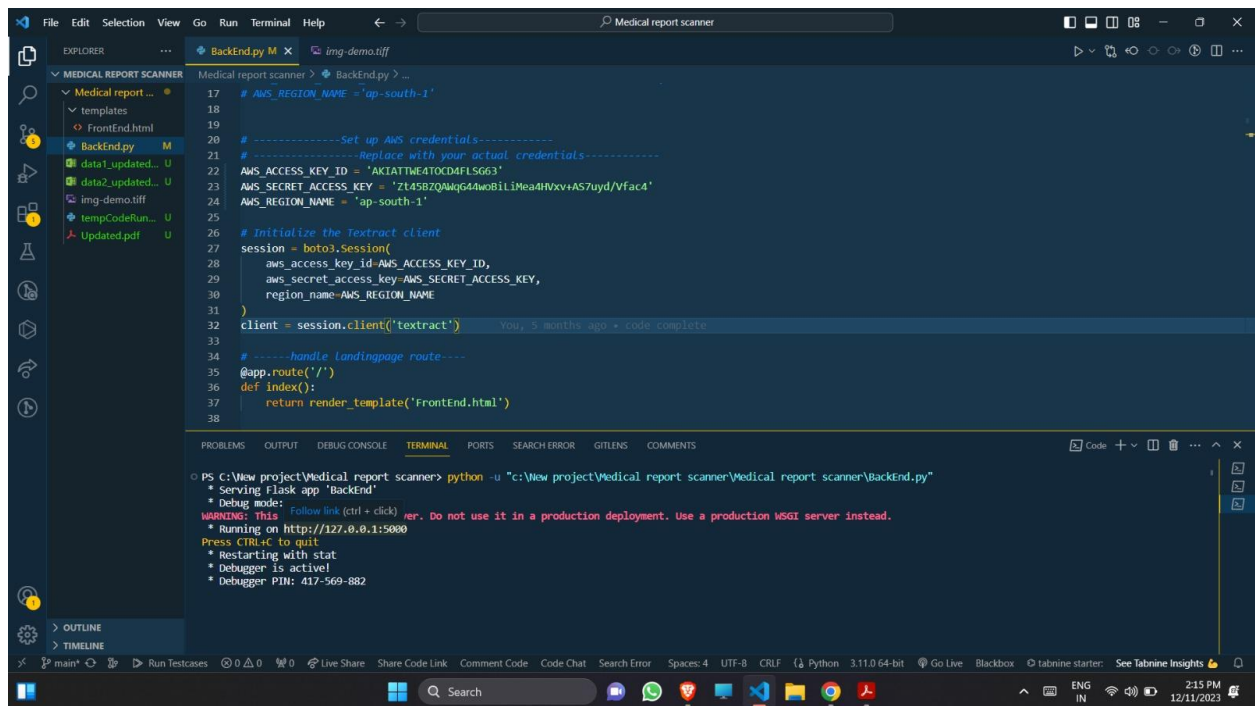 File Edit Selection View Go Run Terminal Help
Medical report scanner
EXPLORER
BackEnd.py M
img-demo.tiff
MEDICAL REPORT SCANNER
Medical report ...
templates
FrontEnd.html
BackEnd.py M
data1_updated... U
data2_updated... U
img-demo.tiff
tempCodeRun... U
Updated.pdf U
Medical report scanner > BackEnd.py > ...
17 # AWS_REGION_NAME ='ap-south-1'
18
19
20 # --------------Set up AWS credentials------------
21 # -----------------Replace with your actual credentials------------
22 AWS_ACCESS_KEY_ID = 'AKIATTWE4TOCD4FLSG63'
23 AWS_SECRET_ACCESS_KEY = 'Zt45BZQAWqG44woBiLiMea4HVxv+AS7uyd/Vfac4'
24 AWS_REGION_NAME = 'ap-south-1'
25
26 # Initialize the Textract client
27 session = boto3.Session(
28 aws_access_key_id=AWS_ACCESS_KEY_ID,
29 aws_secret_access_key=AWS_SECRET_ACCESS_KEY,
30 region_name=AWS_REGION_NAME
31 )
32 client = session.client('textract') You, 5 months ago • code complete
33
34 # ------handle landingpage route----
35 @app.route('/')
36 def index():
37 return render_template('FrontEnd.html')
38
PROBLEMS OUTPUT DEBUG CONSOLE TERMINAL PORTS SEARCH ERROR GITLENS COMMENTS
Code
PS C:\New project\Medical report scanner> python -u "c:\New project\Medical report scanner\Medical report scanner\BackEnd.py"
* Serving Flask app 'BackEnd'
* Debug mode:
Follow link (ctrl + click)
WARNING: This ver. Do not use it in a production deployment. Use a production WSGI server instead.
* Running on http://127.0.0.1:5000
Press CTRL+C to quit
* Restarting with stat
* Debugger is active!
* Debugger PIN: 417-569-882
OUTLINE
TIMELINE
main* Run Testcases 0 0 0 Live Share Share Code Link Comment Code Code Chat Search Error Spaces: 4 UTF-8 CRLF Python 3.11.0 64-bit Go Live Blackbox tabnine starter: See Tabnine Insights
Search
ENG
IN
2:15 PM
12/11/2023